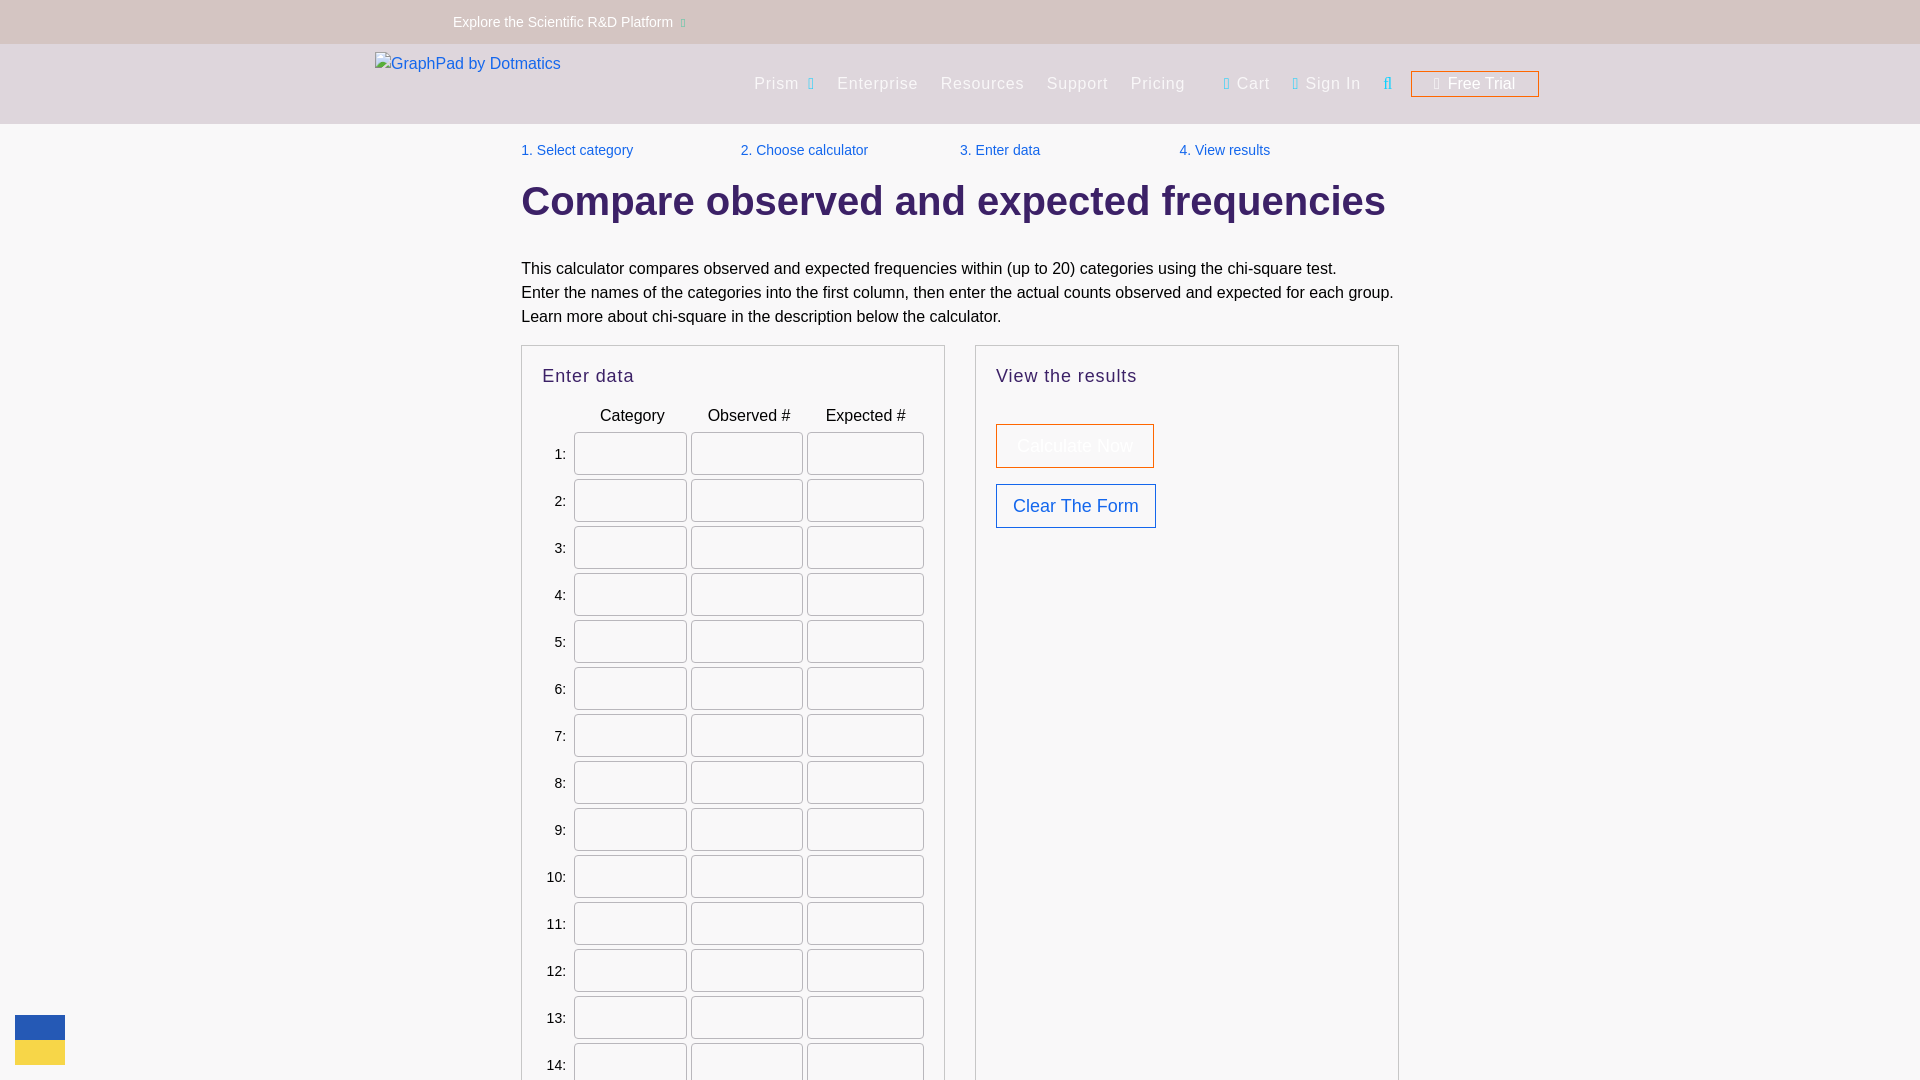 Explore the Scientific R&D Platform
GraphPad by Dotmatics
Prism Enterprise Resources Support Pricing Cart Sign In Free Trial
1. Select category 2. Choose calculator 3. Enter data 4. View results
Compare observed and expected frequencies
This calculator compares observed and expected frequencies within (up to 20) categories using the chi-square test.
Enter the names of the categories into the first column, then enter the actual counts observed and expected for each group.
Learn more about chi-square in the description below the calculator.
Enter data
Category Observed # Expected #
1:
2:
3:
4:
5:
6:
7:
8:
9:
10:
11:
12:
13:
14:
View the results
Calculate Now
Clear The Form